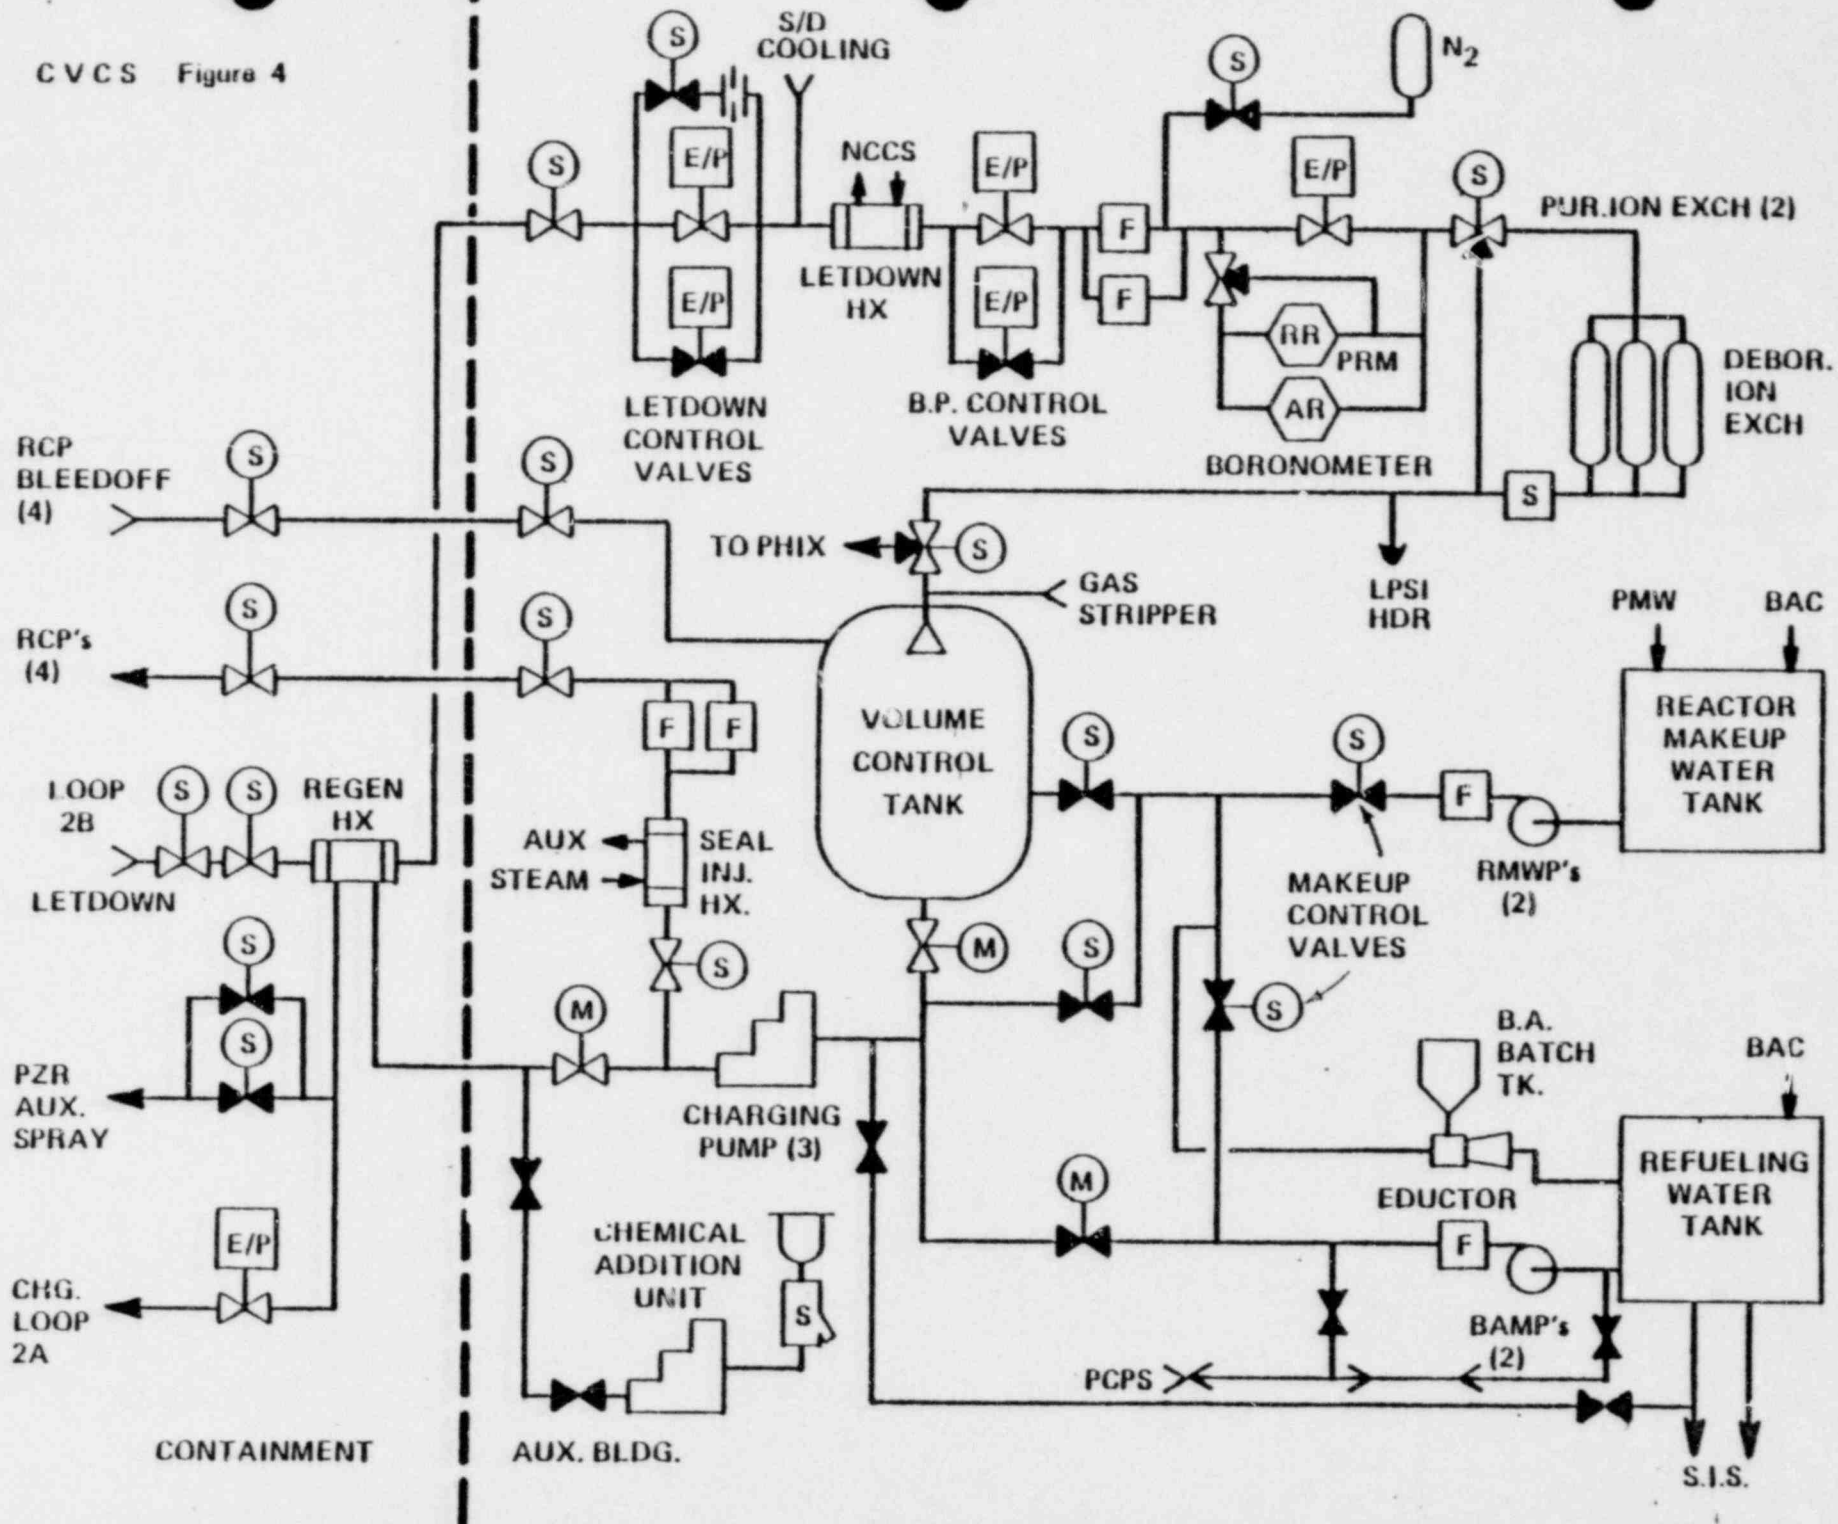 CVCS Figure 4
S
S/D
COOLING
S
N2
S
E/P
NCCS
E/P
E/P
S
PUR.ION EXCH (2)
F
LETDOWN
HX
E/P
E/P
F
RR
PRM
AR
DEBOR.
ION
EXCH
LETDOWN
CONTROL
VALVES
B.P. CONTROL
VALVES
BORONOMETER
RCP
BLEEDOFF
(4)
S
S
S
TO PHIX
S
LPSI
HDR
GAS
STRIPPER
PMW
BAC
RCP's
(4)
S
S
F
F
VOLUME
CONTROL
TANK
S
S
F
REACTOR
MAKEUP
WATER
TANK
LOOP
2B
S
S
REGEN
HX
LETDOWN
AUX
STEAM
SEAL
INJ.
HX.
MAKEUP
CONTROL
VALVES
RMWP's
(2)
S
S
M
S
M
S
B.A.
BATCH
TK.
BAC
S
PZR
AUX.
SPRAY
CHARGING
PUMP (3)
M
EDUCTOR
REFUELING
WATER
TANK
F
E/P
CHEMICAL
ADDITION
UNIT
S
CHG.
LOOP
2A
BAMP's
(2)
PCPS
CONTAINMENT
AUX. BLDG.
S.I.S.